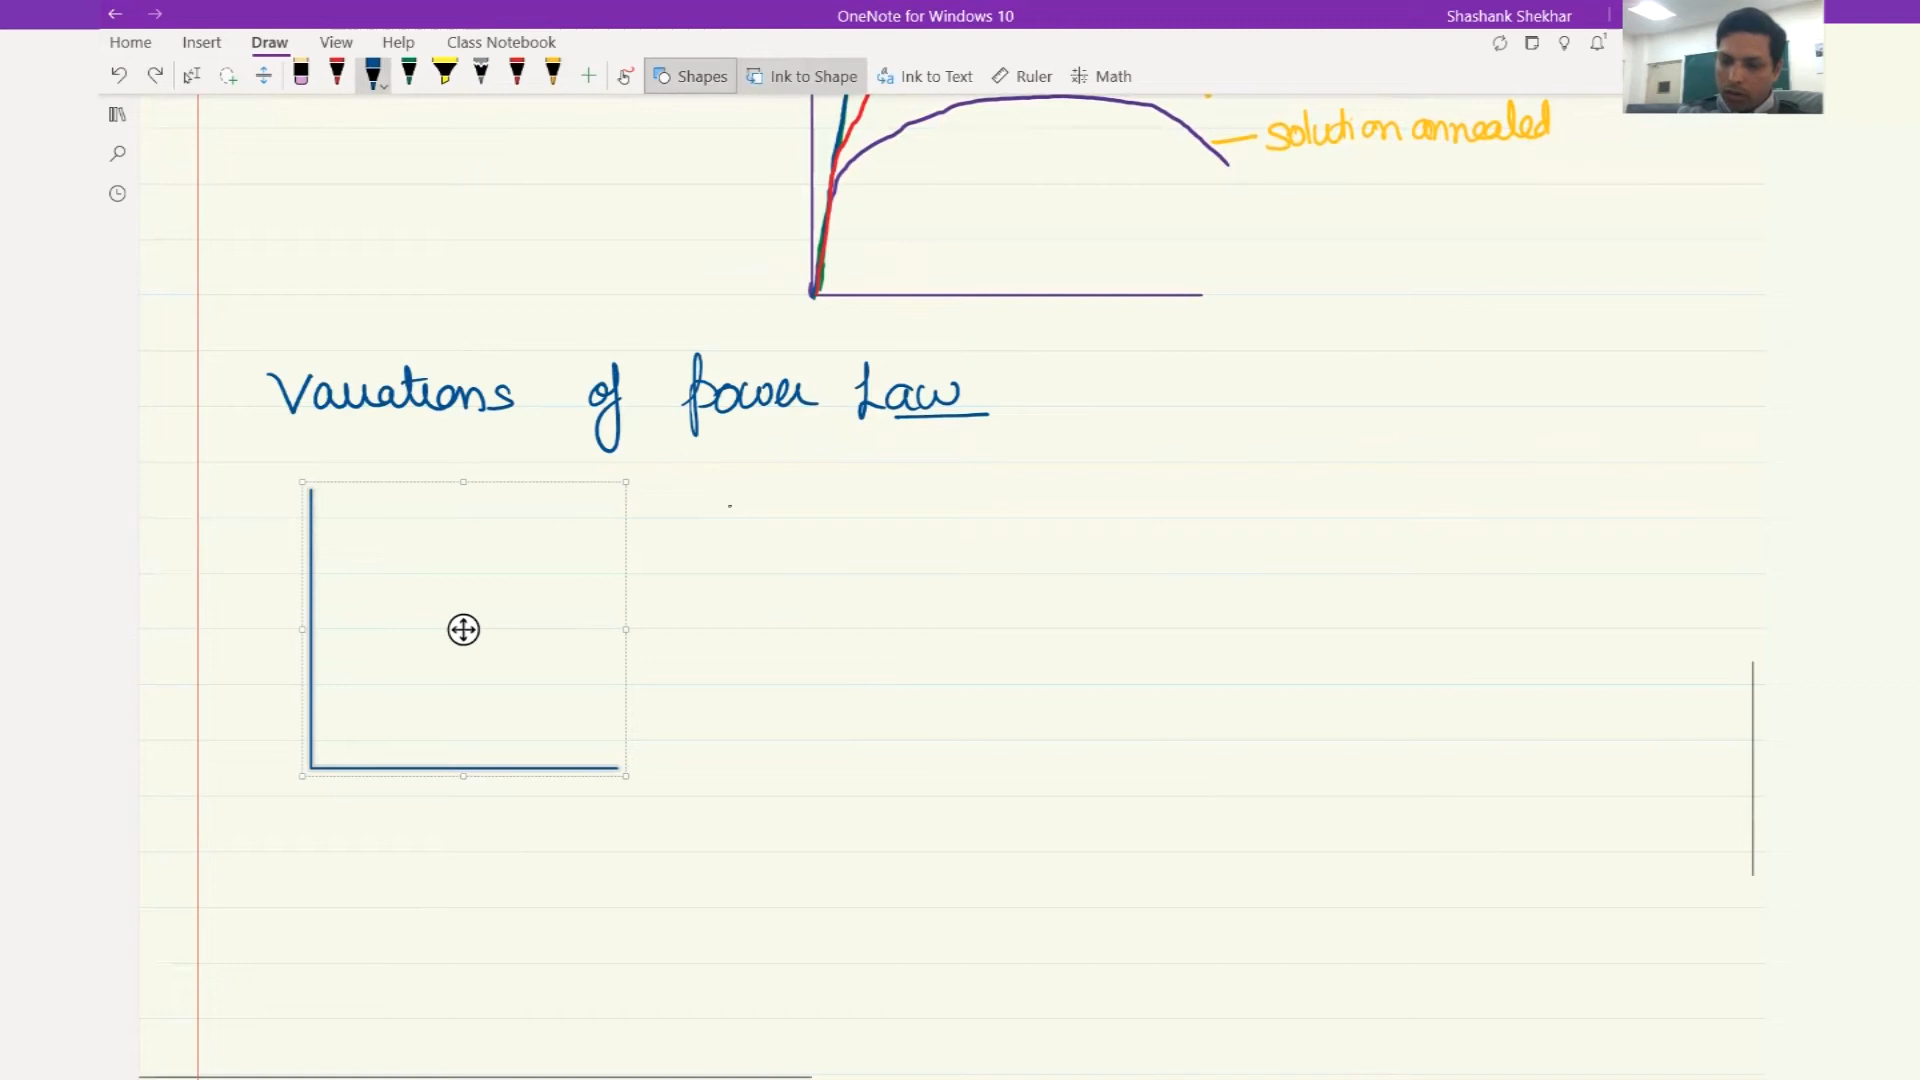 OneNote for Windows 10
Shashank Shekhar
Home Insert Draw View Help Class Notebook
Shapes Ink to Shape Ink to Text Ruler Math
solution annealed
Variations of power Law